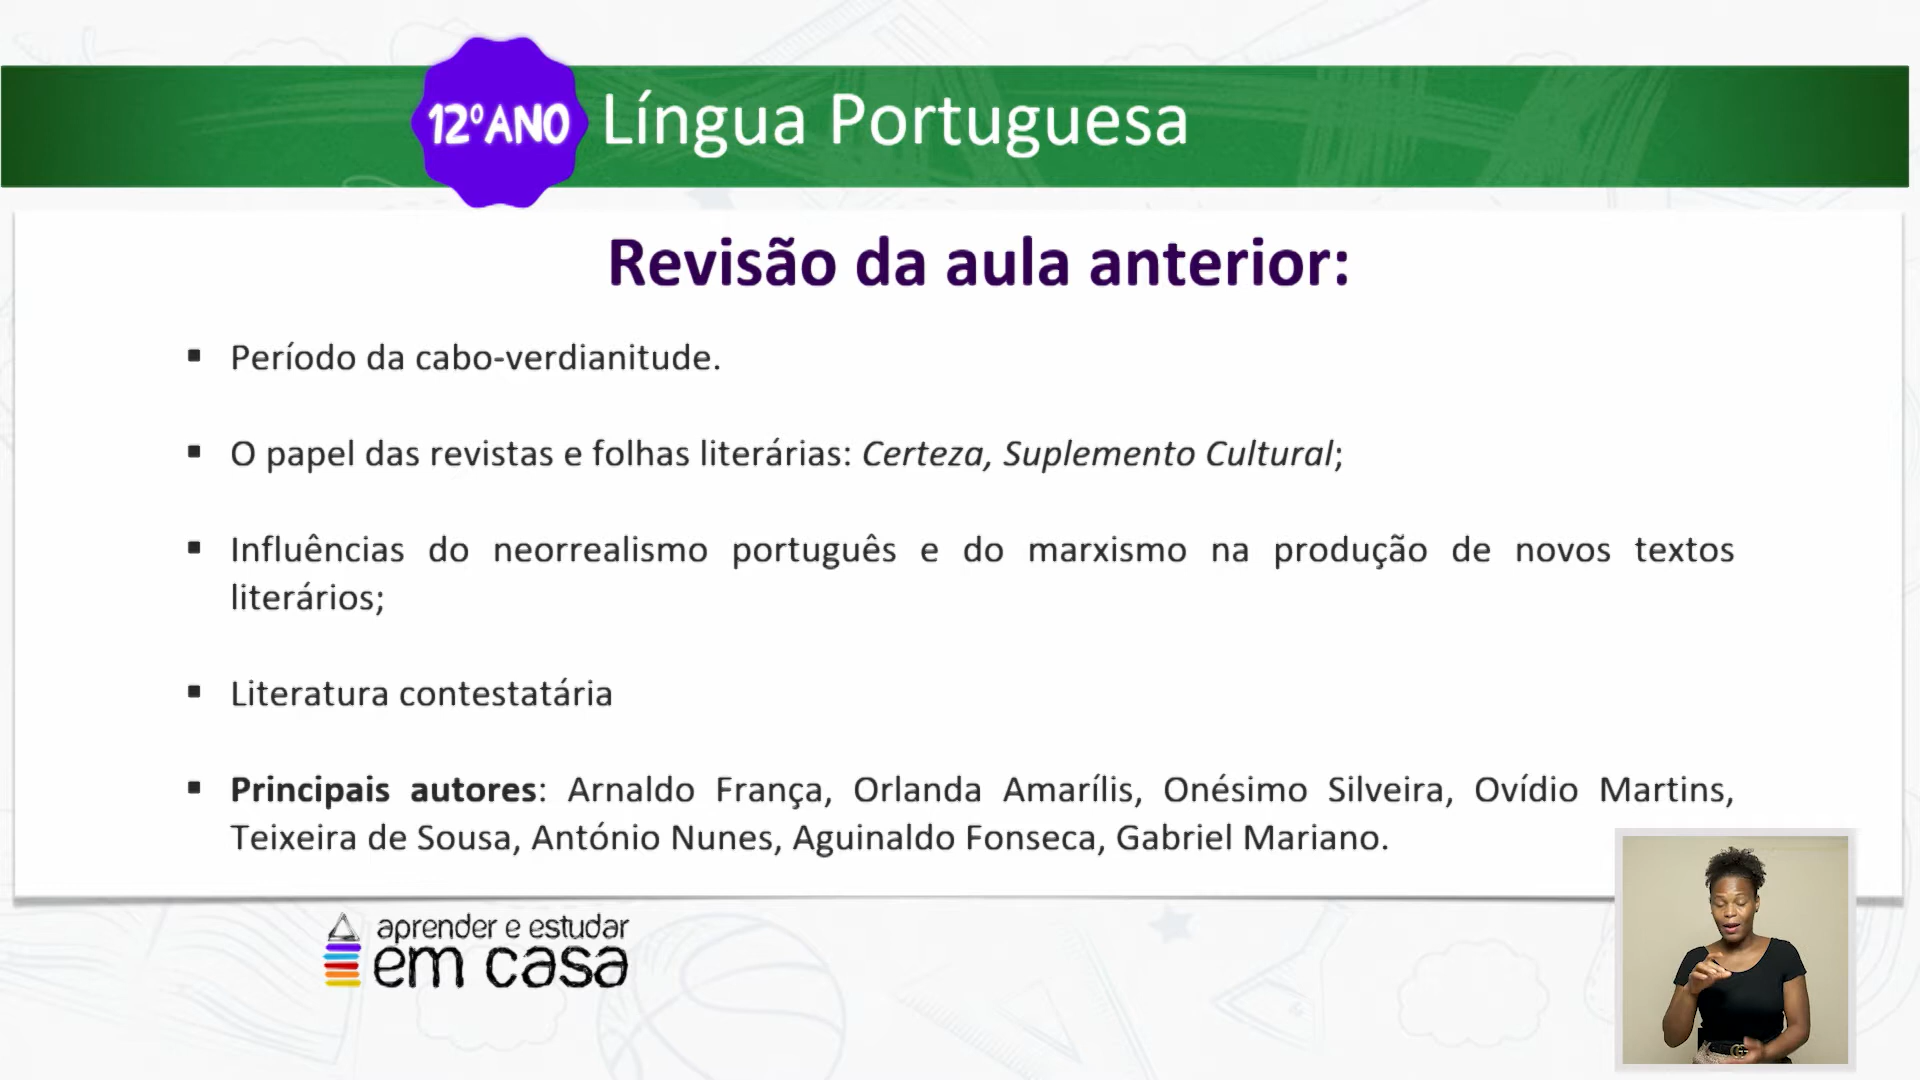 12ºANO Língua Portuguesa
Revisão da aula anterior:
▪ Período da cabo-verdianitude.
▪ O papel das revistas e folhas literárias: Certeza, Suplemento Cultural;
▪ Influências do neorrealismo português e do marxismo na produção de novos textos
literários;
▪ Literatura contestatária
▪ Principais autores: Arnaldo França, Orlanda Amarílis, Onésimo Silveira, Ovídio Martins,
Teixeira de Sousa, António Nunes, Aguinaldo Fonseca, Gabriel Mariano.
aprender e estudar
em casa